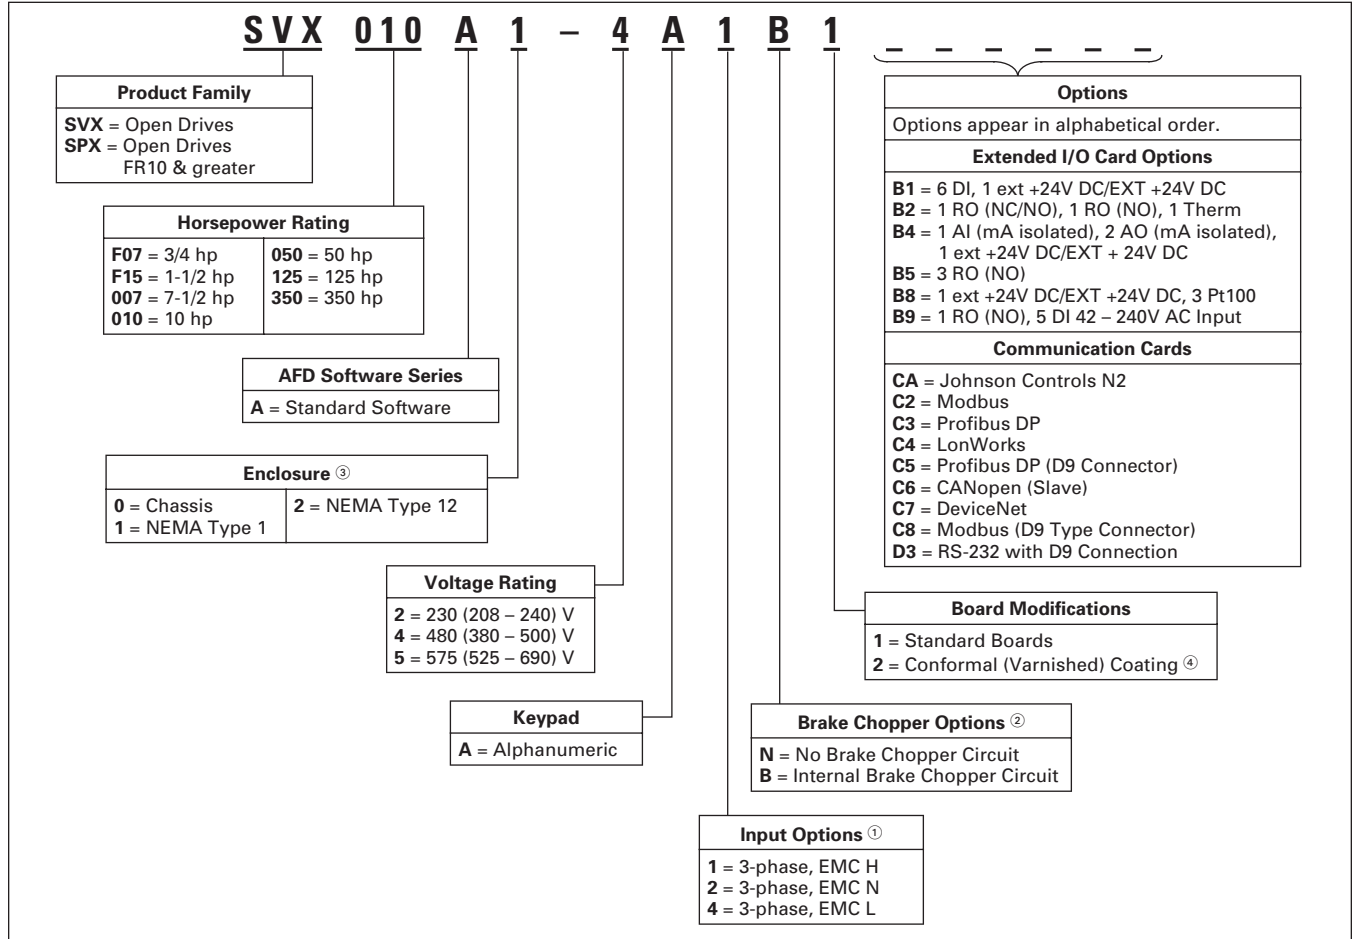 SVX 010 A 1 – 4 A 1 B 1 _ _ _ _ _ _
Product Family
SVX = Open Drives
SPX = Open Drives
FR10 & greater
Horsepower Rating
F07 = 3/4 hp
F15 = 1-1/2 hp
007 = 7-1/2 hp
010 = 10 hp
050 = 50 hp
125 = 125 hp
350 = 350 hp
AFD Software Series
A = Standard Software
Enclosure ③
0 = Chassis
1 = NEMA Type 1
2 = NEMA Type 12
Voltage Rating
2 = 230 (208 – 240) V
4 = 480 (380 – 500) V
5 = 575 (525 – 690) V
Keypad
A = Alphanumeric
Input Options ①
1 = 3-phase, EMC H
2 = 3-phase, EMC N
4 = 3-phase, EMC L
Brake Chopper Options ②
N = No Brake Chopper Circuit
B = Internal Brake Chopper Circuit
Board Modifications
1 = Standard Boards
2 = Conformal (Varnished) Coating ④
Options
Options appear in alphabetical order.
Extended I/O Card Options
B1 = 6 DI, 1 ext +24V DC/EXT +24V DC
B2 = 1 RO (NC/NO), 1 RO (NO), 1 Therm
B4 = 1 AI (mA isolated), 2 AO (mA isolated),
1 ext +24V DC/EXT + 24V DC
B5 = 3 RO (NO)
B8 = 1 ext +24V DC/EXT +24V DC, 3 Pt100
B9 = 1 RO (NO), 5 DI 42 – 240V AC Input
Communication Cards
CA = Johnson Controls N2
C2 = Modbus
C3 = Profibus DP
C4 = LonWorks
C5 = Profibus DP (D9 Connector)
C6 = CANopen (Slave)
C7 = DeviceNet
C8 = Modbus (D9 Type Connector)
D3 = RS-232 with D9 Connection